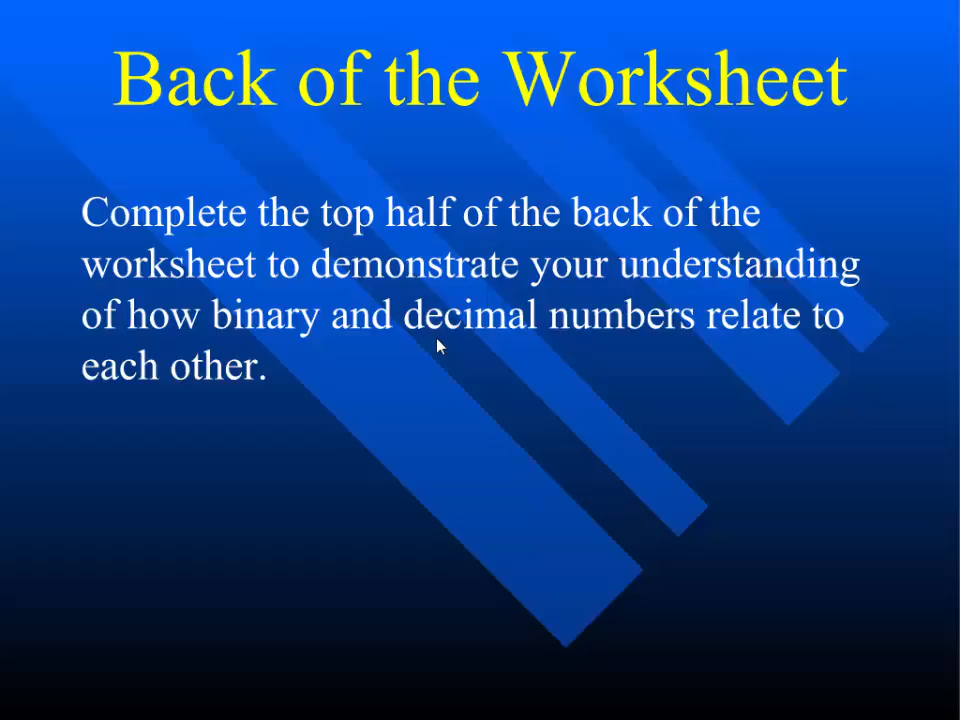 Back of the Worksheet
Complete the top half of the back of the
worksheet to demonstrate your understanding
of how binary and decimal numbers relate to
each other.